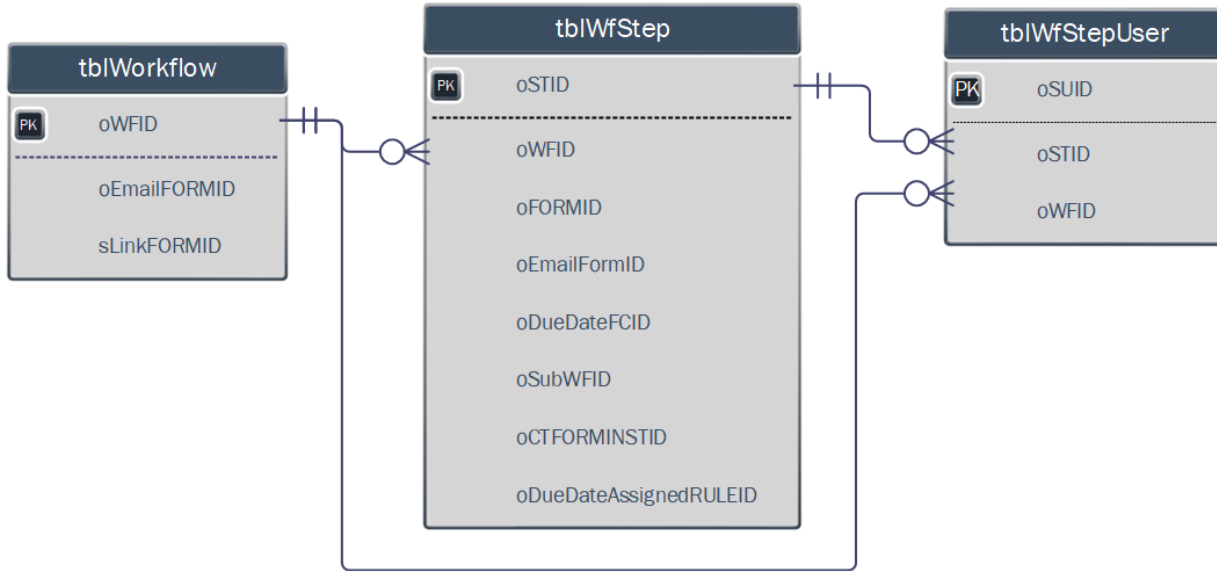 tblWorkflow
PK oWFID
oEmailFORMID
sLinkFORMID
tblWfStep
PK oSTID
oWFID
oFORMID
oEmailFormID
oDueDateFCID
oSubWFID
oCTFORMINSTID
oDueDateAssignedRULEID
tblWfStepUser
PK oSUID
oSTID
oWFID